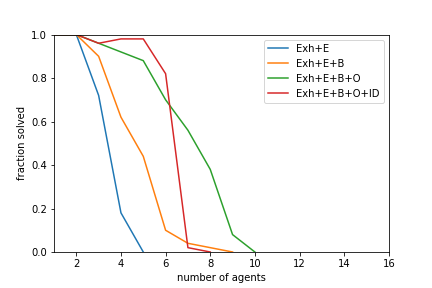 1.0
0.8
0.6
0.4
0.2
0.0
fraction solved
2 4 6 8 10 12 14 16
number of agents
Exh+E
Exh+E+B
Exh+E+B+O
Exh+E+B+O+ID